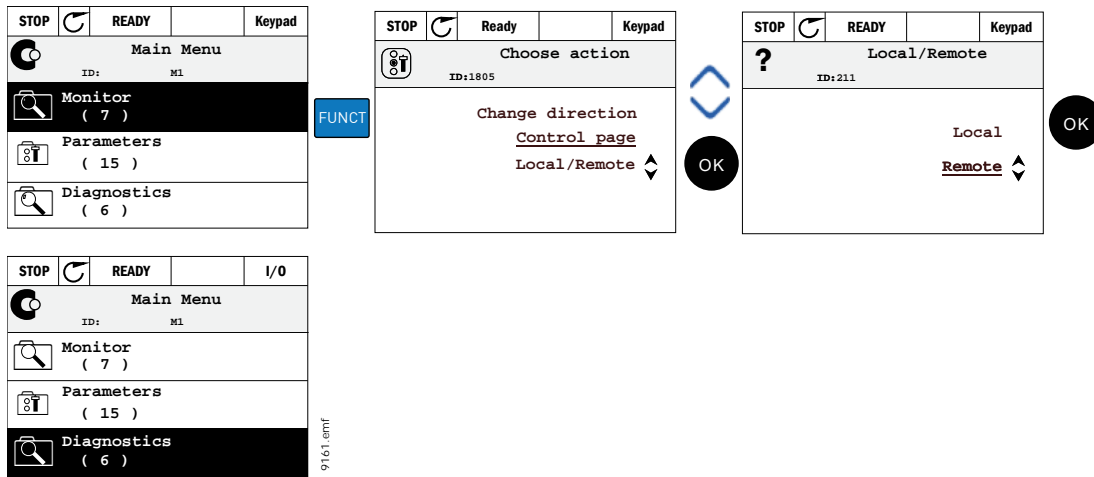 STOP READY Keypad
Main Menu
ID: M1
Monitor
( 7 )
Parameters
( 15 )
Diagnostics
( 6 )
FUNCT
STOP Ready Keypad
Choose action
ID:1805
Change direction
Control page
Local/Remote
OK
STOP READY Keypad
? Local/Remote
ID:211
Local
Remote
OK
STOP READY I/O
Main Menu
ID: M1
Monitor
( 7 )
Parameters
( 15 )
Diagnostics
( 6 )
9161.emf